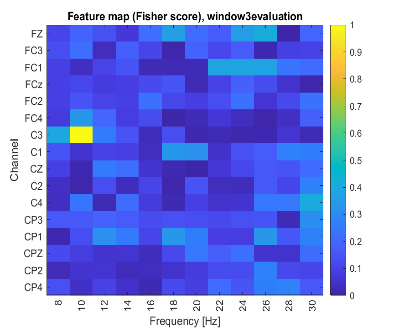 Feature map (Fisher score), window3evaluation
Channel
FZ
FC3
FC1
FCz
FC2
FC4
C3
C1
CZ
C2
C4
CP3
CP1
CPZ
CP2
CP4
8 10 12 14 16 18 20 22 24 26 28 30
Frequency [Hz]
1
0.9
0.8
0.7
0.6
0.5
0.4
0.3
0.2
0.1
0